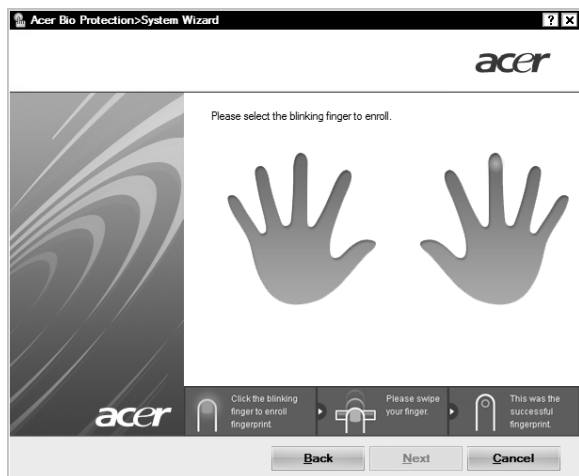 Acer Bio Protection>System Wizard
acer
Please select the blinking finger to enroll.
acer
Click the blinking
finger to enroll
fingerprint.
Please swipe
your finger.
This was the
successful
fingerprint.
Back
Next
Cancel